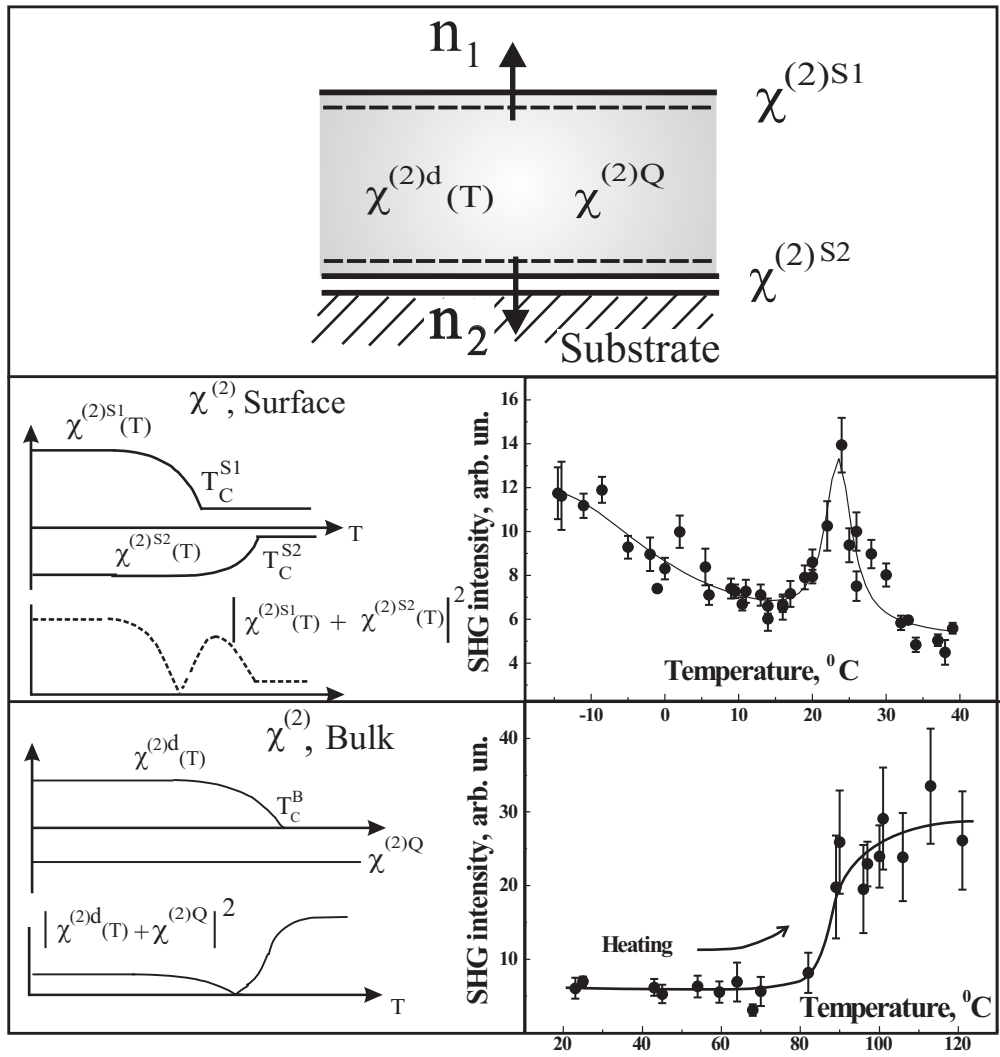 n₁
χ⁽²⁾ˢ¹
χ⁽²⁾ᵈ(T) χ⁽²⁾Q
χ⁽²⁾ˢ²
n₂
Substrate
χ⁽²⁾, Surface
χ⁽²⁾ˢ¹(T)
T_C^S1
T
χ⁽²⁾ˢ²(T)
T_C^S2
|χ⁽²⁾ˢ¹(T) + χ⁽²⁾ˢ²(T)|²
SHG intensity, arb. un.
16
14
12
10
8
6
4
Temperature, ⁰C
-10 0 10 20 30 40
χ⁽²⁾, Bulk
χ⁽²⁾ᵈ(T)
T_C^B
χ⁽²⁾Q
|χ⁽²⁾ᵈ(T)+χ⁽²⁾Q|²
T
SHG intensity, arb. un.
40
30
20
10
Heating
Temperature, ⁰C
20 40 60 80 100 120